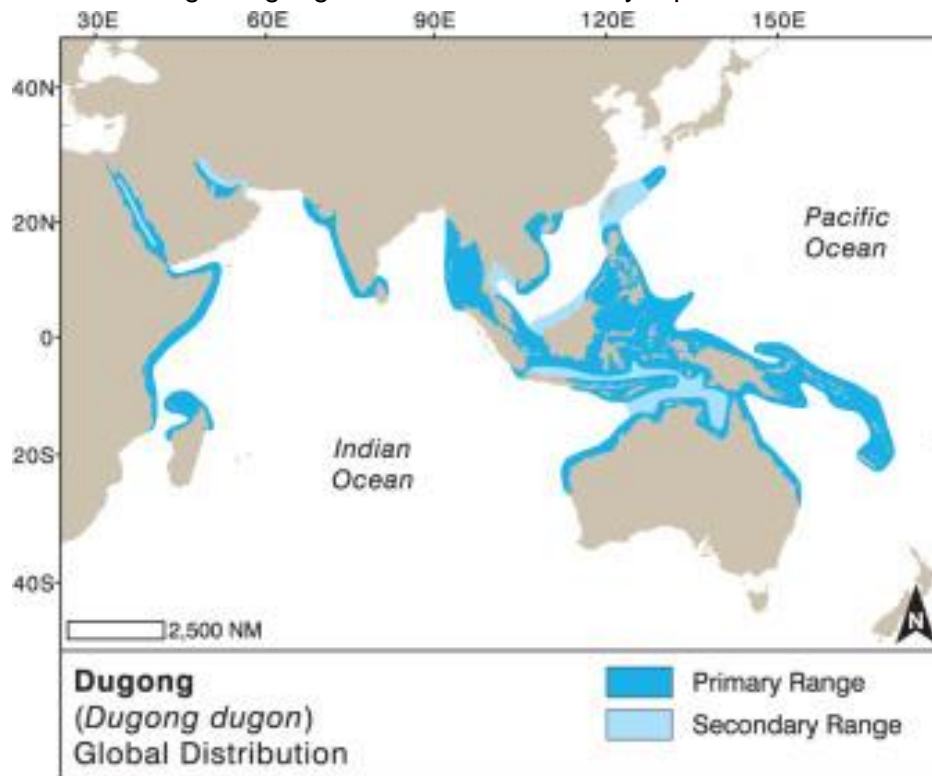 30E 60E 90E 120E 150E
40N
20N
Pacific
Ocean
0
Indian
Ocean
20S
40S
2,500 NM
N
Dugong
(Dugong dugon)
Global Distribution
Primary Range
Secondary Range